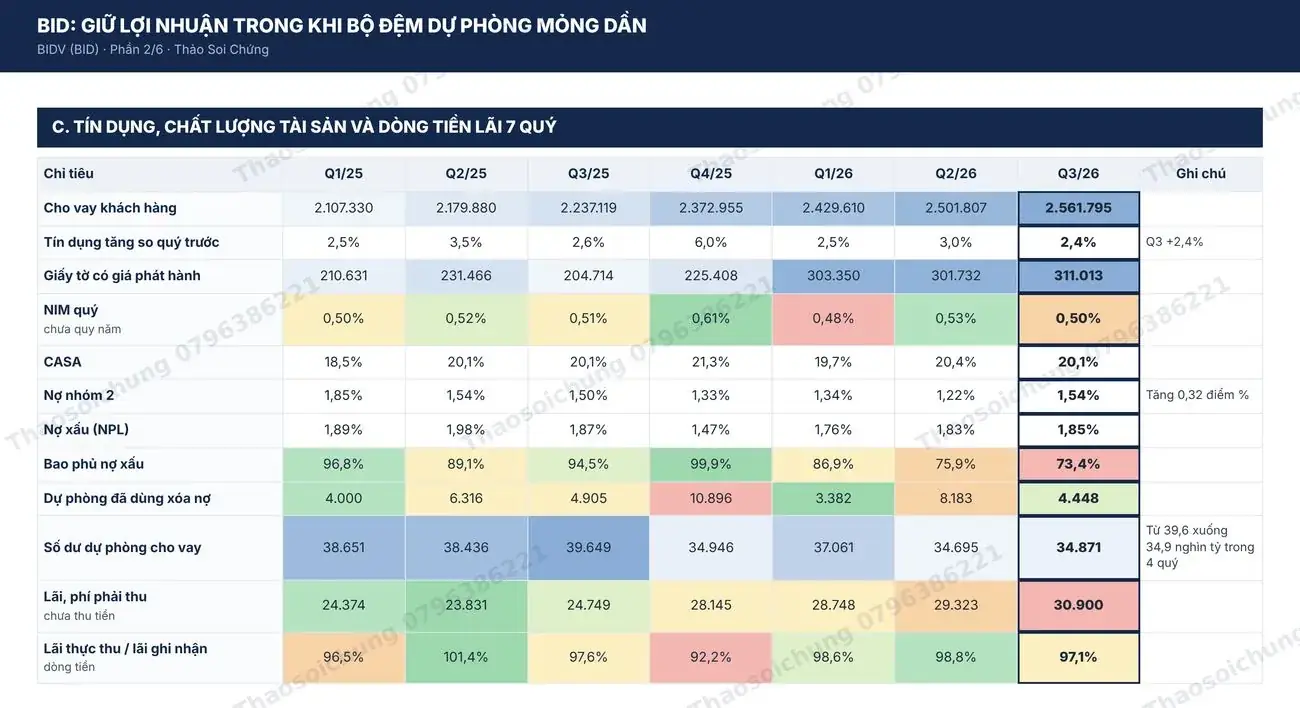 BID: GIỮ LỢI NHUẬN TRONG KHI BỘ ĐỆM DỰ PHÒNG MỎNG DẦN
BIDV (BID) · Phần 2/6 · Thảo Soi Chứng
C. TÍN DỤNG, CHẤT LƯỢNG TÀI SẢN VÀ DÒNG TIỀN LÃI 7 QUÝ
Chỉ tiêu Q1/25 Q2/25 Q3/25 Q4/25 Q1/26 Q2/26 Q3/26 Ghi chú
Cho vay khách hàng 2.107.330 2.179.880 2.237.119 2.372.955 2.429.610 2.501.807 2.561.795
Tín dụng tăng so quý trước 2,5% 3,5% 2,6% 6,0% 2,5% 3,0% 2,4% Q3 +2,4%
Giấy tờ có giá phát hành 210.631 231.466 204.714 225.408 303.350 301.732 311.013
NIM quý 0,50% 0,52% 0,51% 0,61% 0,48% 0,53% 0,50%
chưa quy năm
CASA 18,5% 20,1% 20,1% 21,3% 19,7% 20,4% 20,1%
Nợ nhóm 2 1,85% 1,54% 1,50% 1,33% 1,34% 1,22% 1,54% Tăng 0,32 điểm %
Nợ xấu (NPL) 1,89% 1,98% 1,87% 1,47% 1,76% 1,83% 1,85%
Bao phủ nợ xấu 96,8% 89,1% 94,5% 99,9% 86,9% 75,9% 73,4%
Dự phòng đã dùng xóa nợ 4.000 6.316 4.905 10.896 3.382 8.183 4.448
Số dư dự phòng cho vay 38.651 38.436 39.649 34.946 37.061 34.695 34.871 Từ 39,6 xuống
34,9 nghìn tỷ trong
4 quý
Lãi, phí phải thu 24.374 23.831 24.749 28.145 28.748 29.323 30.900
chưa thu tiền
Lãi thực thu / lãi ghi nhận 96,5% 101,4% 97,6% 92,2% 98,6% 98,8% 97,1%
dòng tiền
Thaosoichung 0796386221